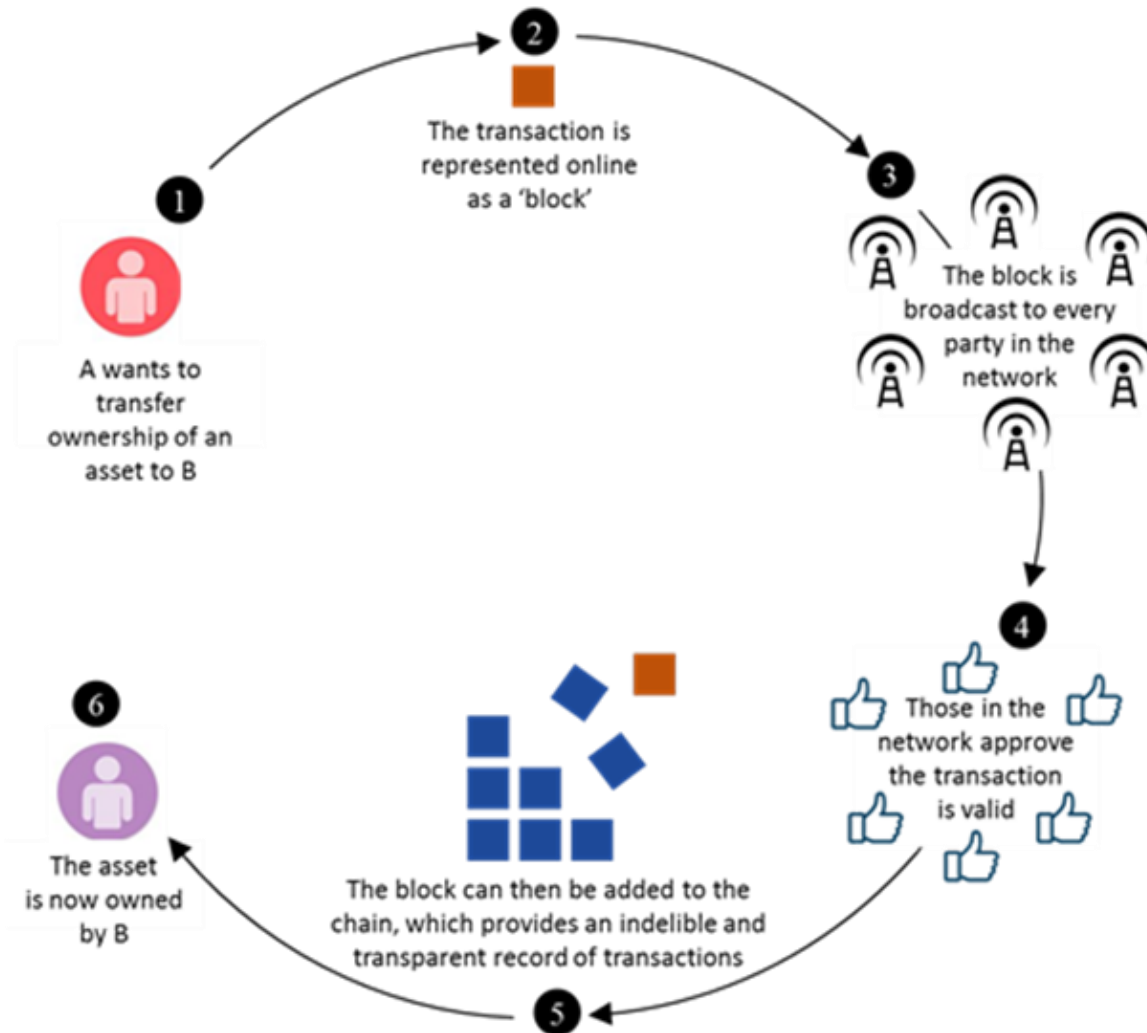 1
A wants to
transfer
ownership of an
asset to B
2
The transaction is
represented online
as a ‘block’
3
The block is
broadcast to every
party in the
network
4
Those in the
network approve
the transaction
is valid
The block can then be added to the
chain, which provides an indelible and
transparent record of transactions
5
6
The asset
is now owned
by B